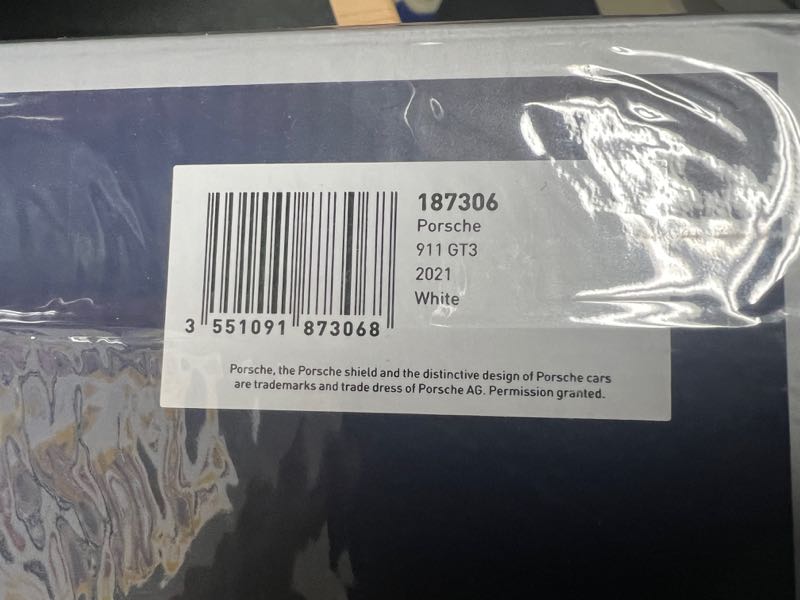 187306
Porsche
911 GT3
2021
White
3 551091 873068
Porsche, the Porsche shield and the distinctive design of Porsche cars
are trademarks and trade dress of Porsche AG. Permission granted.